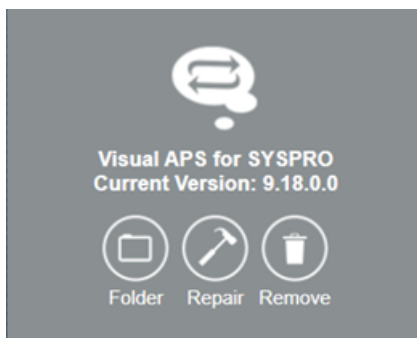 Visual APS for SYSPRO
Current Version: 9.18.0.0
Folder Repair Remove